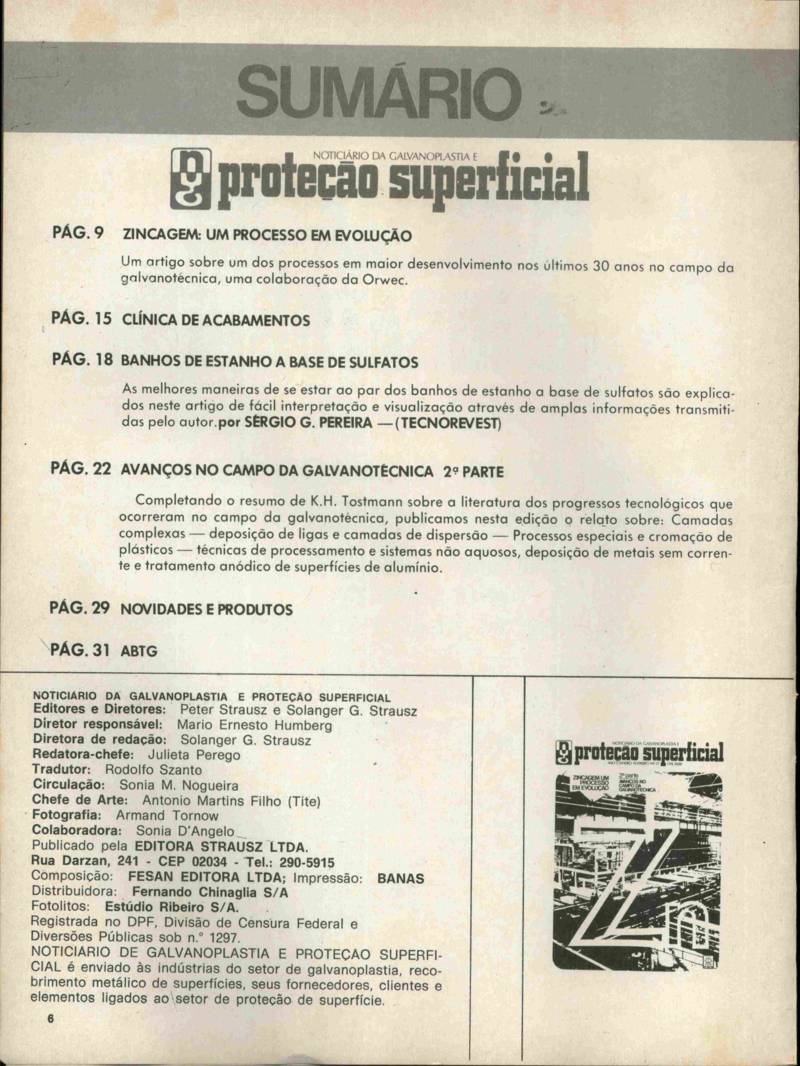 SUMÁRIO
NOTICIÁRIO DA GALVANOPLASTIA E
proteção superficial
PÁG. 9 ZINCAGEM: UM PROCESSO EM EVOLUÇÃO
Um artigo sobre um dos processos em maior desenvolvimento nos últimos 30 anos no campo da
galvanotécnica, uma colaboração da Orwec.
PÁG. 15 CLÍNICA DE ACABAMENTOS
PÁG. 18 BANHOS DE ESTANHO A BASE DE SULFATOS
As melhores maneiras de se estar ao par dos banhos de estanho a base de sulfatos são explica-
dos neste artigo de fácil interpretação e visualização através de amplas informações transmiti-
das pelo autor.por SÉRGIO G. PEREIRA — (TECNOREVEST)
PÁG. 22 AVANÇOS NO CAMPO DA GALVANOTÉCNICA 2ª PARTE
Completando o resumo de K.H. Tostmann sobre a literatura dos progressos tecnológicos que
ocorreram no campo da galvanotécnica, publicamos nesta edição o relato sobre: Camadas
complexas — deposição de ligas e camadas de dispersão — Processos especiais e cromação de
plásticos — técnicas de processamento e sistemas não aquosos, deposição de metais sem corren-
te e tratamento anódico de superfícies de alumínio.
PÁG. 29 NOVIDADES E PRODUTOS
PÁG. 31 ABTG
NOTICIARIO DA GALVANOPLASTIA E PROTEÇÃO SUPERFICIAL
Editores e Diretores: Peter Strausz e Solanger G. Strausz
Diretor responsável: Mario Ernesto Humberg
Diretora de redação: Solanger G. Strausz
Redatora-chefe: Julieta Perego
Tradutor: Rodolfo Szanto
Circulação: Sonia M. Nogueira
Chefe de Arte: Antonio Martins Filho (Tite)
Fotografia: Armand Tornow
Colaboradora: Sonia D'Angelo
Publicado pela EDITORA STRAUSZ LTDA.
Rua Darzan, 241 - CEP 02034 - Tel.: 290-5915
Composição: FESAN EDITORA LTDA; Impressão: BANAS
Distribuidora: Fernando Chinaglia S/A
Fotolitos: Estúdio Ribeiro S/A.
Registrada no DPF, Divisão de Censura Federal e
Diversões Públicas sob n.º 1297.
NOTICIARIO DE GALVANOPLASTIA E PROTEÇAO SUPERFI-
CIAL é enviado às indústrias do setor de galvanoplastia, reco-
brimento metálico de superfícies, seus fornecedores, clientes e
elementos ligados ao setor de proteção de superfície.
6
NOTICIÁRIO DA GALVANOPLASTIA E
proteção superficial
ZINCAGEM UM
PROCESSO
EM EVOLUÇÃO
2ª parte
AVANÇOS NO
CAMPO DA
GALVANOTÉCNICA
Zn